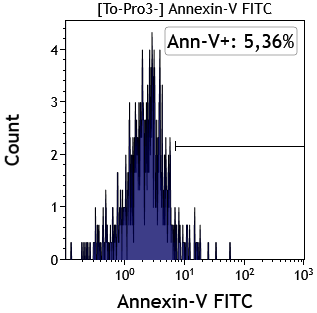 [To-Pro3-] Annexin-V FITC
Ann-V+: 5,36%
4
3
2
1
0
Count
10⁰ 10¹ 10² 10³
Annexin-V FITC